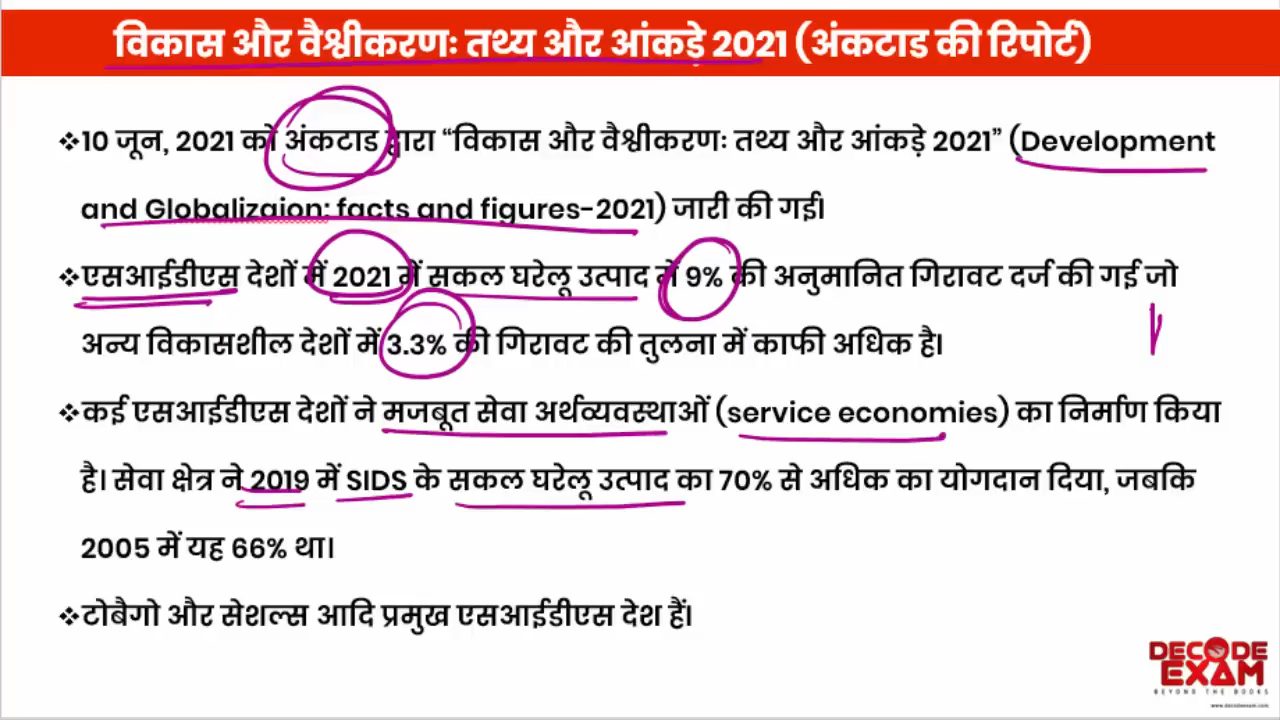 विकास और वैश्वीकरणः तथ्य और आंकड़े 2021 (अंकटाड की रिपोर्ट)
❖10 जून, 2021 को अंकटाड द्वारा “विकास और वैश्वीकरणः तथ्य और आंकड़े 2021” (Development
and Globalizaion: facts and figures-2021) जारी की गई।
❖एसआईडीएस देशों में 2021 में सकल घरेलू उत्पाद में 9% की अनुमानित गिरावट दर्ज की गई जो
अन्य विकासशील देशों में 3.3% की गिरावट की तुलना में काफी अधिक है।
❖कई एसआईडीएस देशों ने मजबूत सेवा अर्थव्यवस्थाओं (service economies) का निर्माण किया
है। सेवा क्षेत्र ने 2019 में SIDS के सकल घरेलू उत्पाद का 70% से अधिक का योगदान दिया, जबकि
2005 में यह 66% था।
❖टोबैगो और सेशल्स आदि प्रमुख एसआईडीएस देश हैं।
DECODE
EXAM
BEYOND THE BOOKS
www.decodeexam.com